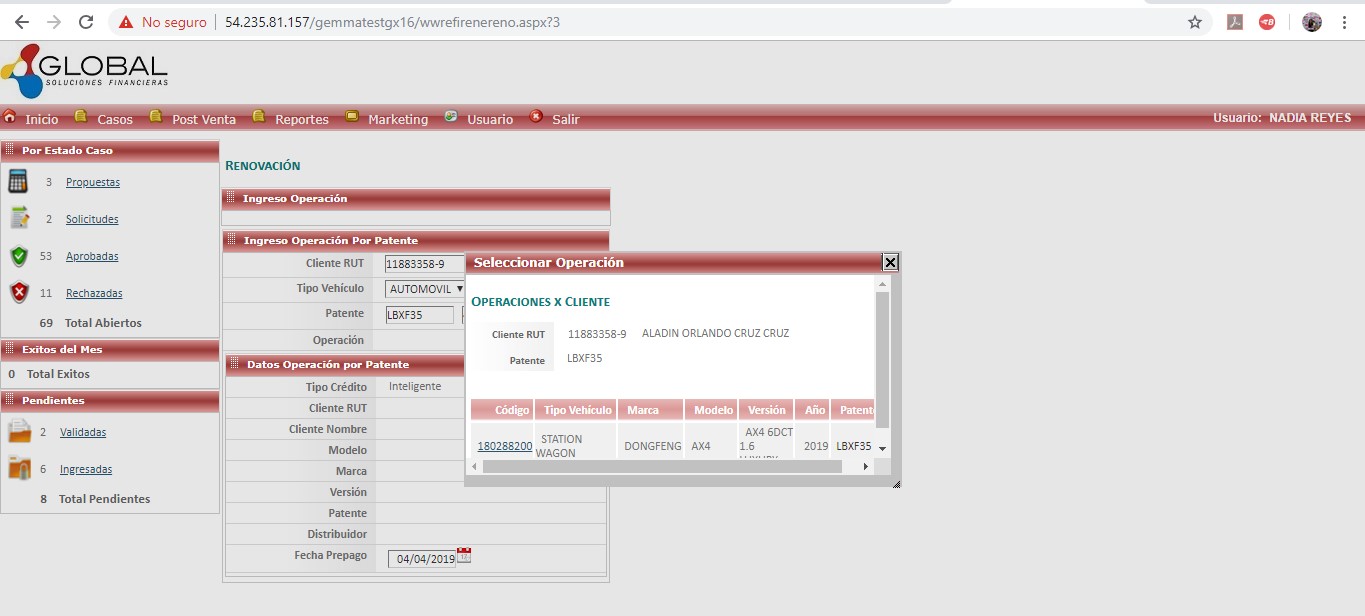 No seguro 54.235.81.157/gemmatestgx16/wwrefirenereno.aspx?3
GLOBAL
SOLUCIONES FINANCIERAS
Inicio Casos Post Venta Reportes Marketing Usuario Salir Usuario: NADIA REYES
Por Estado Caso
3 Propuestas
2 Solicitudes
53 Aprobadas
11 Rechazadas
69 Total Abiertos
Exitos del Mes
0 Total Exitos
Pendientes
2 Validadas
6 Ingresadas
8 Total Pendientes
RENOVACIÓN
Ingreso Operación
Ingreso Operación Por Patente
Cliente RUT 11883358-9
Tipo Vehículo AUTOMOVIL
Patente LBXF35
Operación
Datos Operación por Patente
Tipo Crédito Inteligente
Cliente RUT
Cliente Nombre
Modelo
Marca
Versión
Patente
Distribuidor
Fecha Prepago 04/04/2019
Seleccionar Operación
OPERACIONES X CLIENTE
Cliente RUT 11883358-9 ALADIN ORLANDO CRUZ CRUZ
Patente LBXF35
Código Tipo Vehículo Marca Modelo Versión Año Patent
180288200 STATION WAGON DONGFENG AX4 AX4 6DCT 1.6 2019 LBXF35